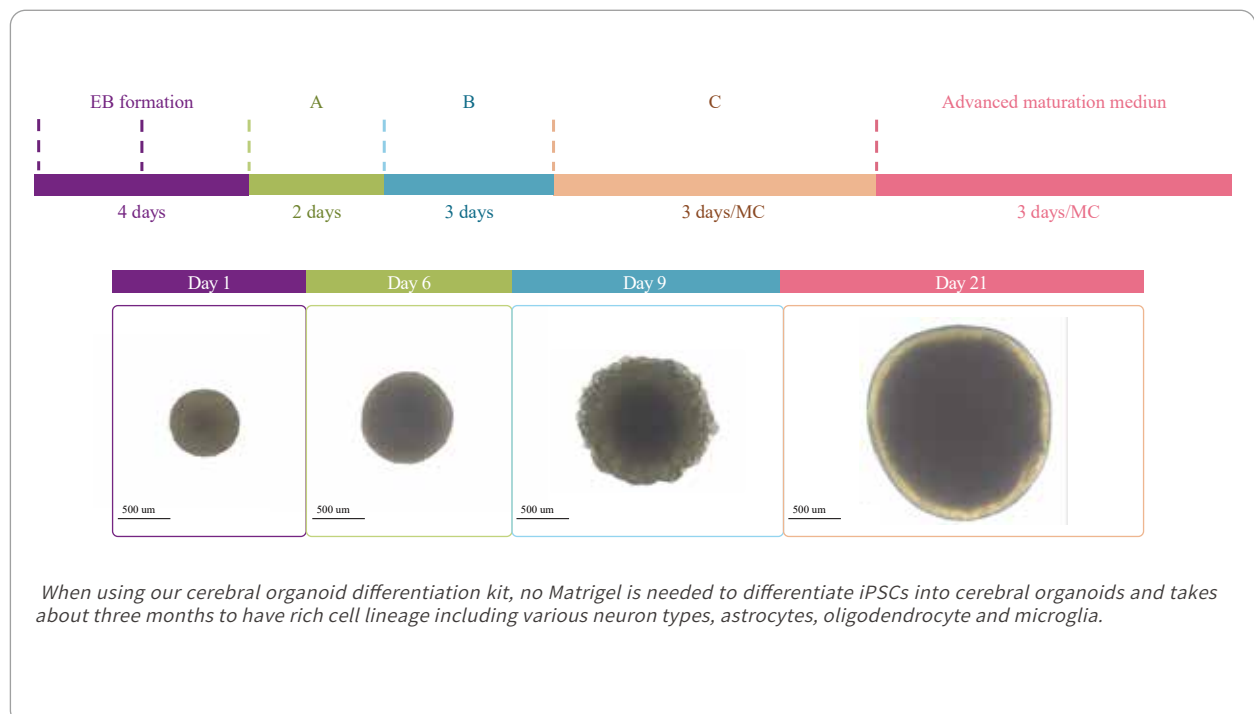 EB formation A B C Advanced maturation mediun
4 days 2 days 3 days 3 days/MC 3 days/MC
Day 1 Day 6 Day 9 Day 21
500 um 500 um 500 um 500 um
When using our cerebral organoid differentiation kit, no Matrigel is needed to differentiate iPSCs into cerebral organoids and takes
about three months to have rich cell lineage including various neuron types, astrocytes, oligodendrocyte and microglia.